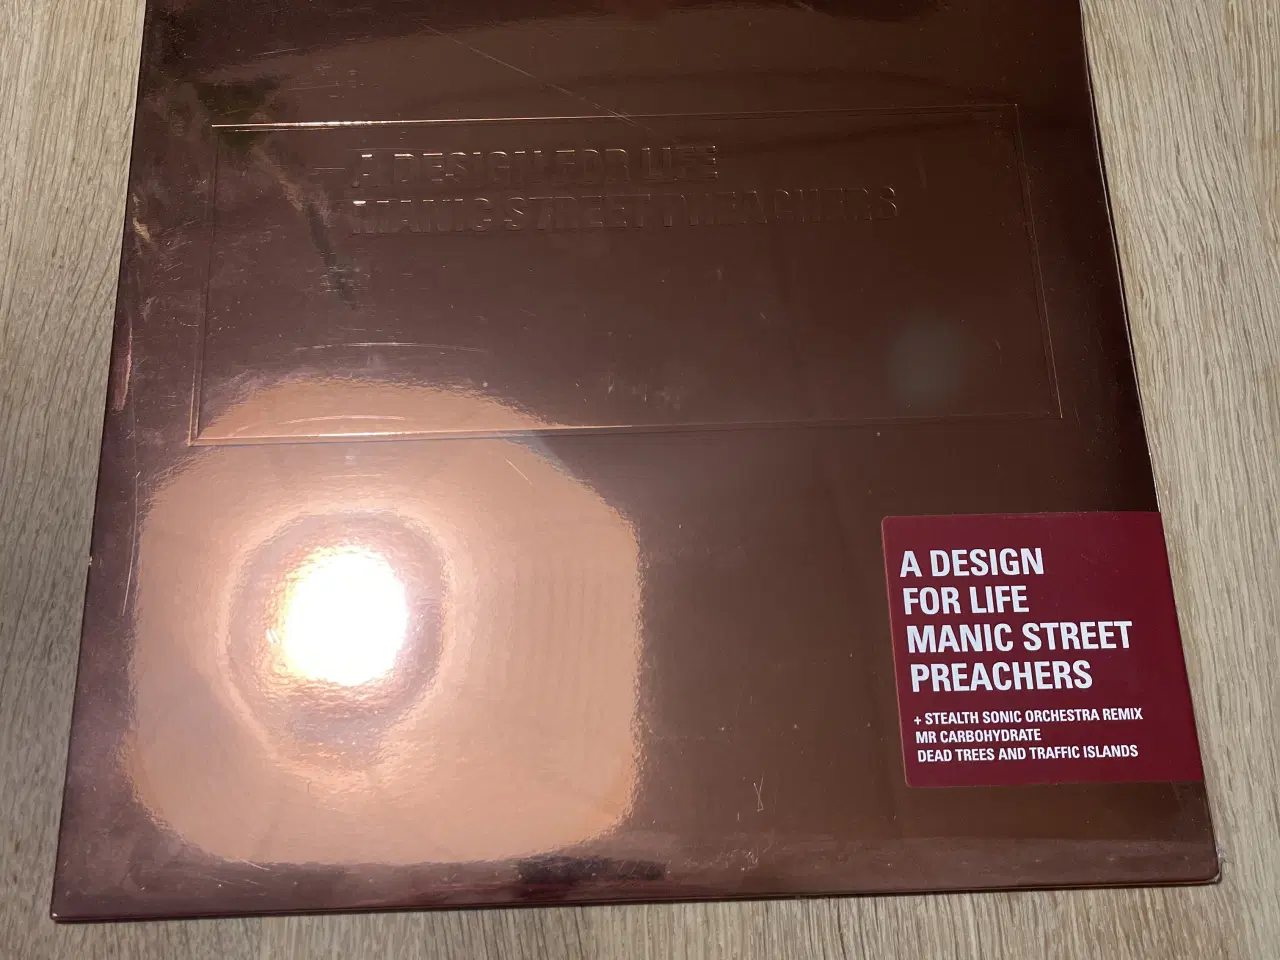 A DESIGN FOR LIFE
MANIC STREET PREACHERS
A DESIGN
FOR LIFE
MANIC STREET
PREACHERS
+ STEALTH SONIC ORCHESTRA REMIX
MR CARBOHYDRATE
DEAD TREES AND TRAFFIC ISLANDS